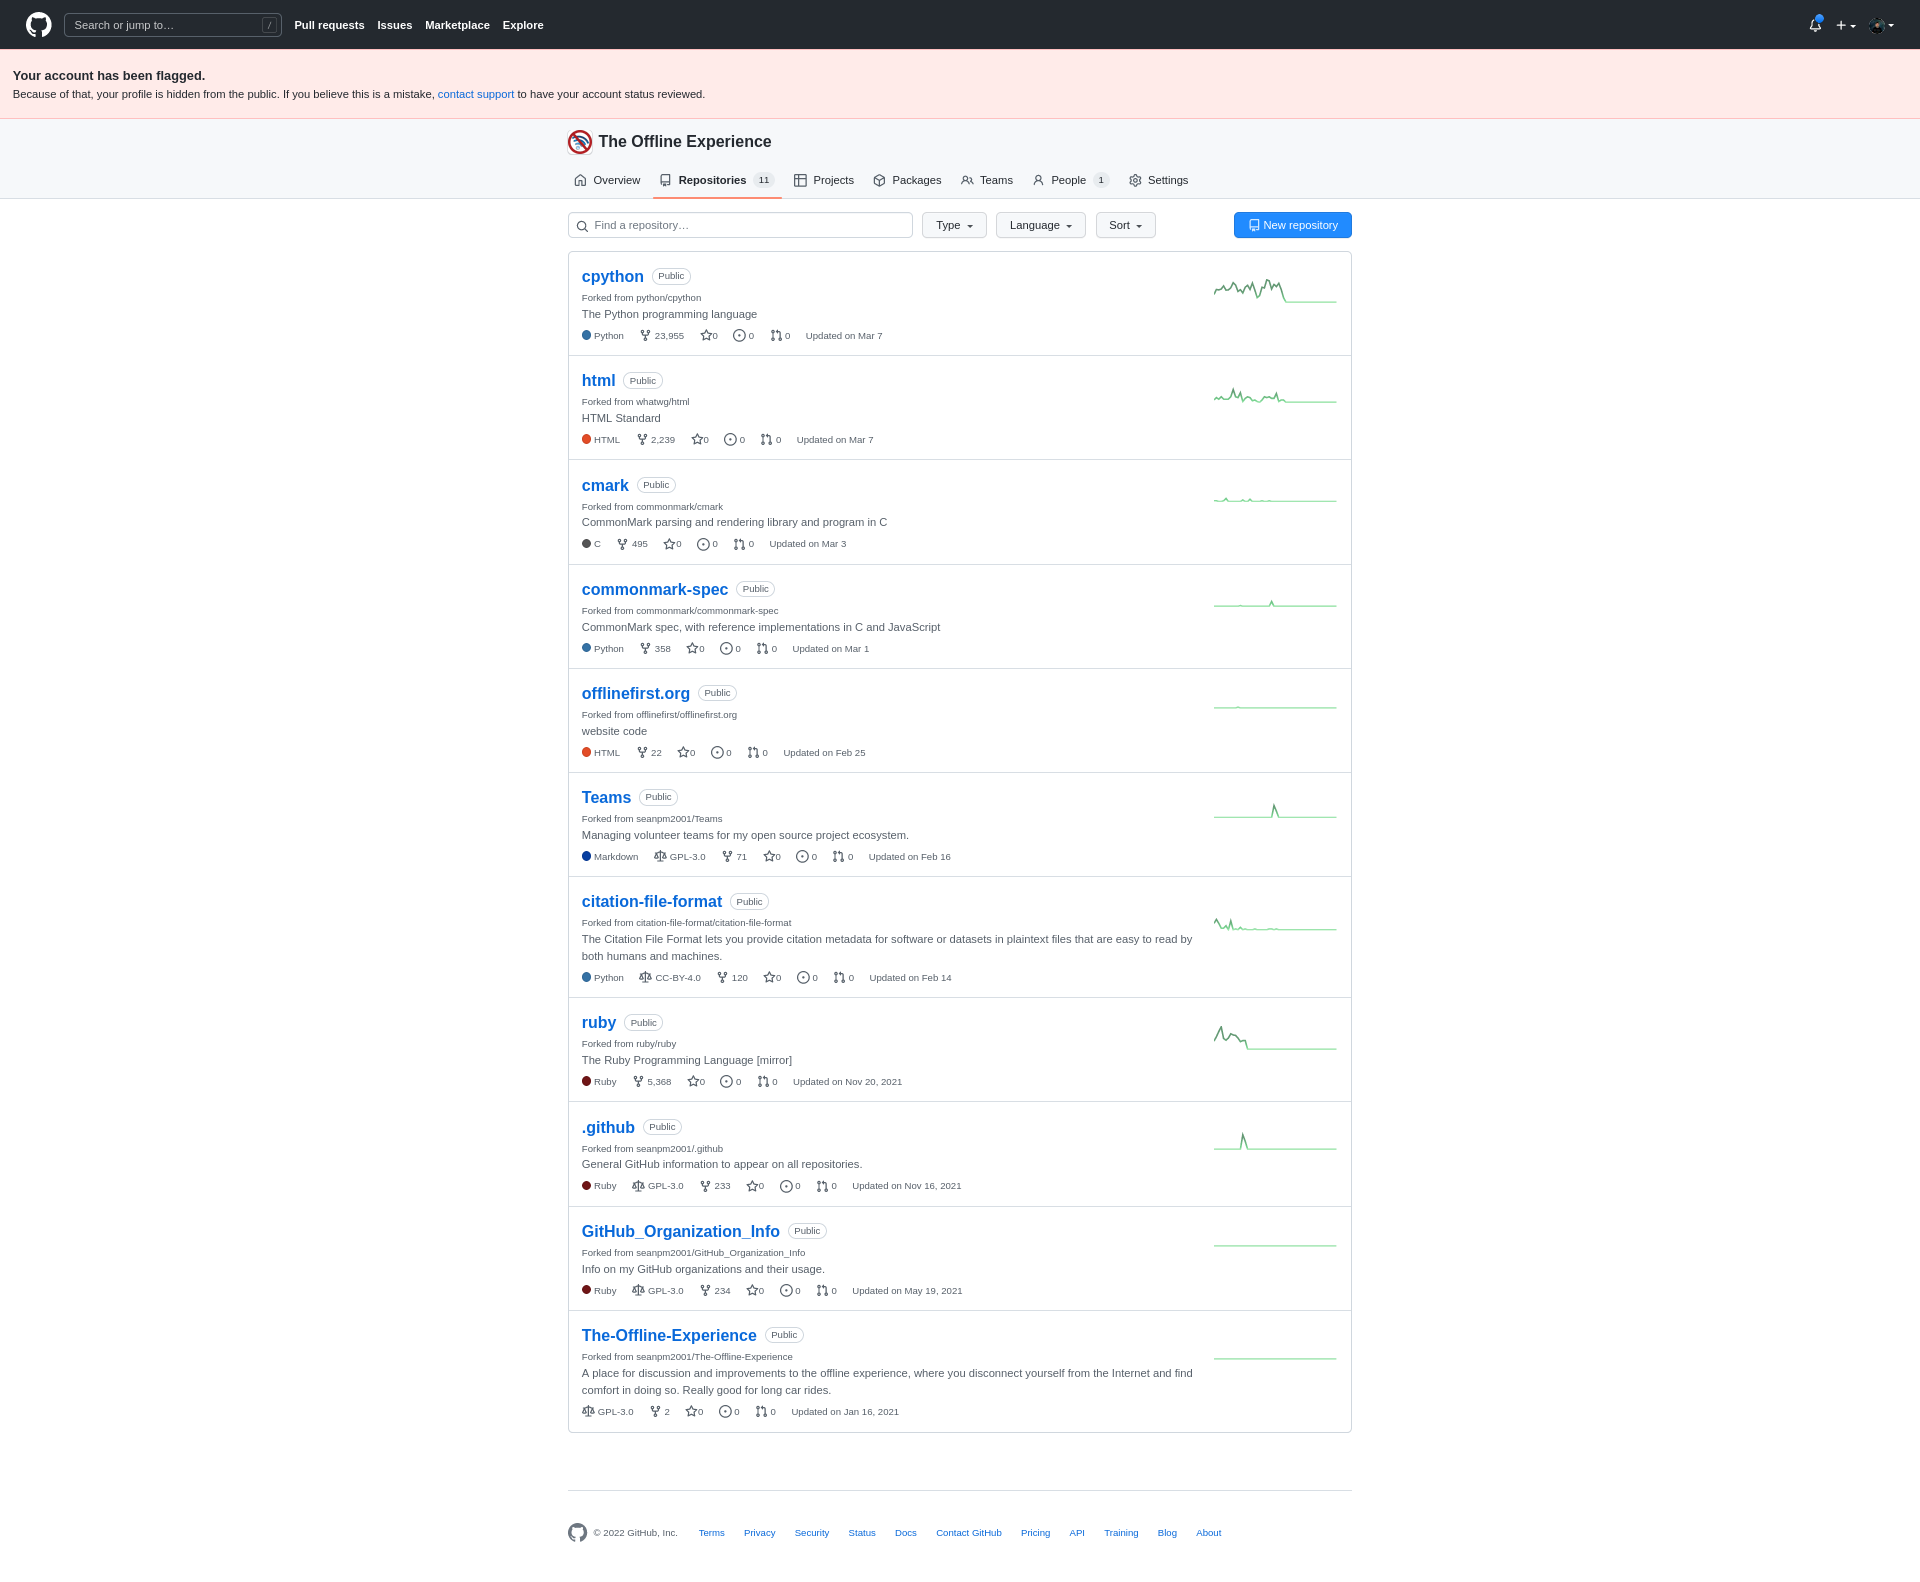 Search or jump to… /
Pull requests Issues Marketplace Explore
Your account has been flagged.
Because of that, your profile is hidden from the public. If you believe this is a mistake, contact support to have your account status reviewed.
The Offline Experience
Overview Repositories 11 Projects Packages Teams People 1 Settings
Find a repository… Type Language Sort New repository
cpython Public
Forked from python/cpython
The Python programming language
Python 23,955 0 0 0 Updated on Mar 7
html Public
Forked from whatwg/html
HTML Standard
HTML 2,239 0 0 0 Updated on Mar 7
cmark Public
Forked from commonmark/cmark
CommonMark parsing and rendering library and program in C
C 495 0 0 0 Updated on Mar 3
commonmark-spec Public
Forked from commonmark/commonmark-spec
CommonMark spec, with reference implementations in C and JavaScript
Python 358 0 0 0 Updated on Mar 1
offlinefirst.org Public
Forked from offlinefirst/offlinefirst.org
website code
HTML 22 0 0 0 Updated on Feb 25
Teams Public
Forked from seanpm2001/Teams
Managing volunteer teams for my open source project ecosystem.
Markdown GPL-3.0 71 0 0 0 Updated on Feb 16
citation-file-format Public
Forked from citation-file-format/citation-file-format
The Citation File Format lets you provide citation metadata for software or datasets in plaintext files that are easy to read by
both humans and machines.
Python CC-BY-4.0 120 0 0 0 Updated on Feb 14
ruby Public
Forked from ruby/ruby
The Ruby Programming Language [mirror]
Ruby 5,368 0 0 0 Updated on Nov 20, 2021
.github Public
Forked from seanpm2001/.github
General GitHub information to appear on all repositories.
Ruby GPL-3.0 233 0 0 0 Updated on Nov 16, 2021
GitHub_Organization_Info Public
Forked from seanpm2001/GitHub_Organization_Info
Info on my GitHub organizations and their usage.
Ruby GPL-3.0 234 0 0 0 Updated on May 19, 2021
The-Offline-Experience Public
Forked from seanpm2001/The-Offline-Experience
A place for discussion and improvements to the offline experience, where you disconnect yourself from the Internet and find
comfort in doing so. Really good for long car rides.
GPL-3.0 2 0 0 0 Updated on Jan 16, 2021
© 2022 GitHub, Inc. Terms Privacy Security Status Docs Contact GitHub Pricing API Training Blog About